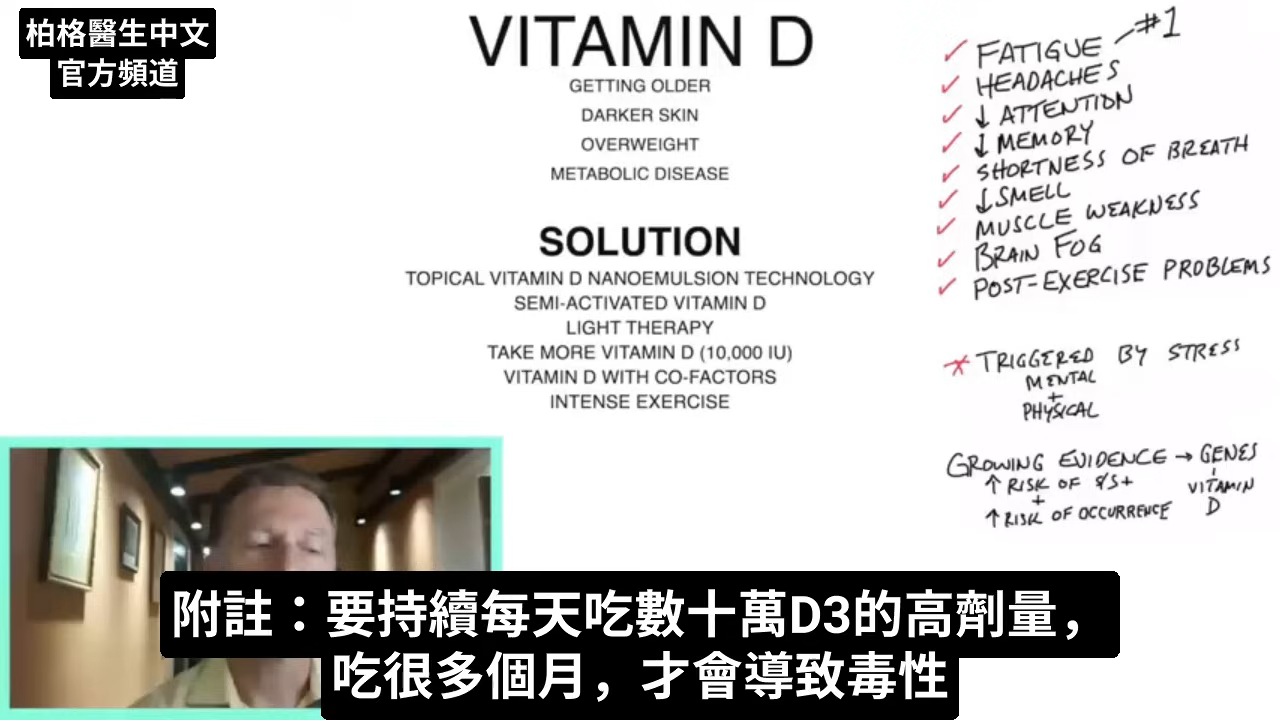 柏格醫生中文
官方頻道
VITAMIN D
GETTING OLDER
DARKER SKIN
OVERWEIGHT
METABOLIC DISEASE
SOLUTION
TOPICAL VITAMIN D NANOEMULSION TECHNOLOGY
SEMI-ACTIVATED VITAMIN D
LIGHT THERAPY
TAKE MORE VITAMIN D (10,000 IU)
VITAMIN D WITH CO-FACTORS
INTENSE EXERCISE
✓ FATIGUE - #1
✓ HEADACHES
✓ ↓ ATTENTION
✓ ↓ MEMORY
✓ SHORTNESS OF BREATH
✓ ↓ SMELL
✓ MUSCLE WEAKNESS
✓ BRAIN FOG
✓ POST-EXERCISE PROBLEMS
* TRIGGERED BY STRESS
MENTAL
+
PHYSICAL
GROWING EVIDENCE → GENES
↑ RISK OF S/S+
+
↑ RISK OF OCCURRENCE
VITAMIN
D
附註：要持續每天吃數十萬D3的高劑量，
吃很多個月，才會導致毒性